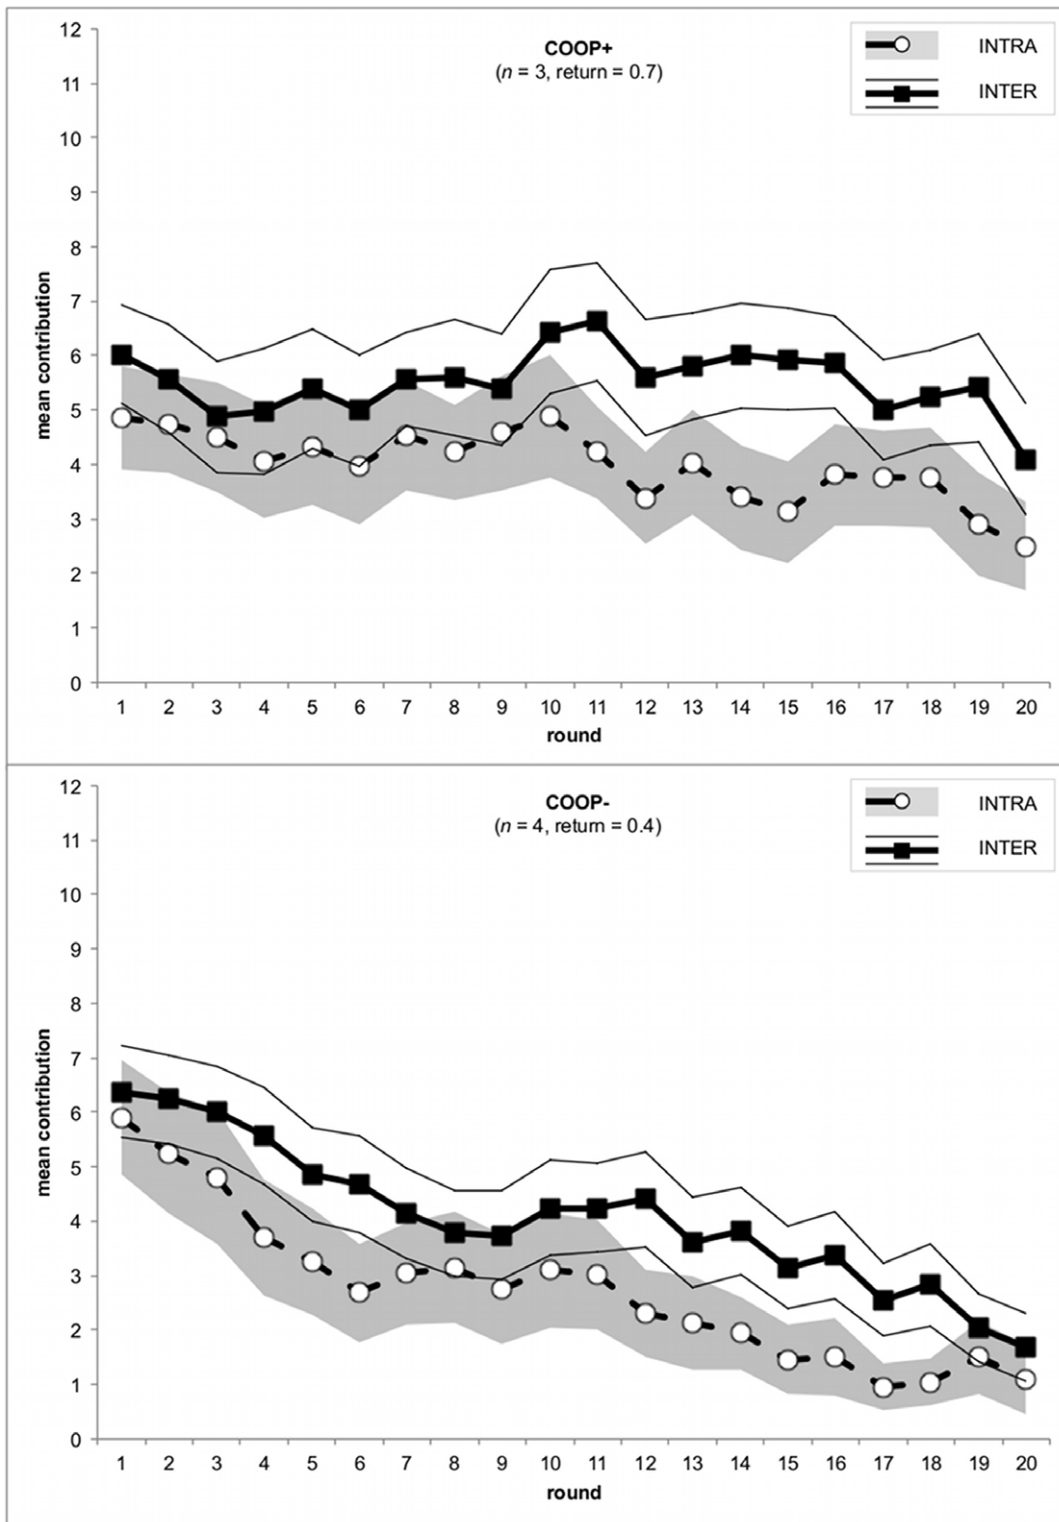 COOP+
(n = 3, return = 0.7)
INTRA
INTER
mean contribution
12
11
10
9
8
7
6
5
4
3
2
1
0
1 2 3 4 5 6 7 8 9 10 11 12 13 14 15 16 17 18 19 20
round
COOP-
(n = 4, return = 0.4)
INTRA
INTER
mean contribution
12
11
10
9
8
7
6
5
4
3
2
1
0
1 2 3 4 5 6 7 8 9 10 11 12 13 14 15 16 17 18 19 20
round